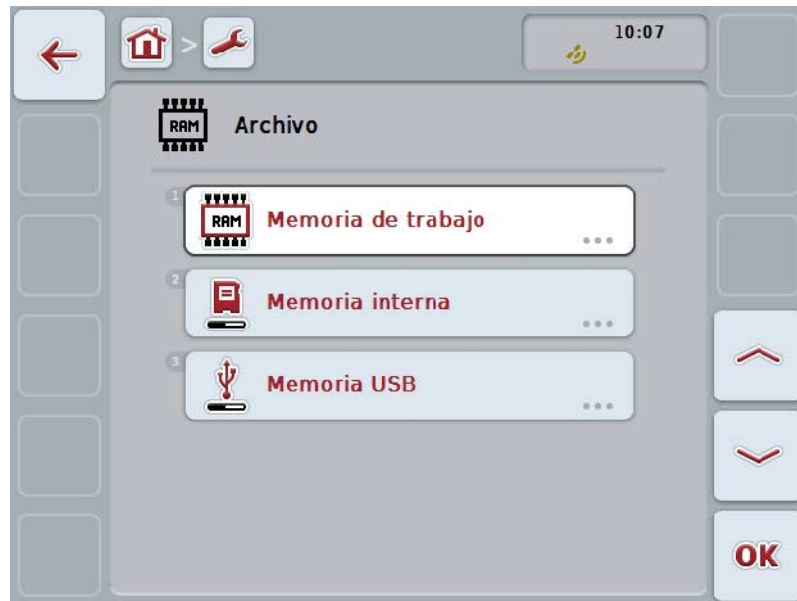 10:07
RAM Archivo
1
RAM Memoria de trabajo
2
Memoria interna
3
Memoria USB
OK